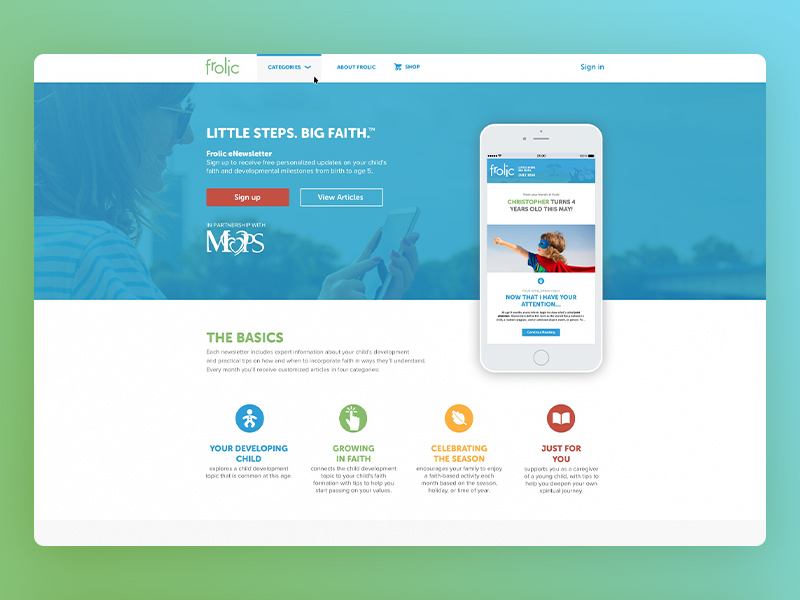 frolic
CATEGORIES
ABOUT FROLIC
SHOP
Sign in
LITTLE STEPS. BIG FAITH.™
Frolic eNewsletter
Sign up to receive free personalized updates on your child's
faith and developmental milestones from birth to age 5.
Sign up
View Articles
IN PARTNERSHIP WITH
MOPS
frolic
CHRISTOPHER TURNS 4
YEARS OLD THIS MAY!
NOW THAT I HAVE YOUR
ATTENTION...
Continue Reading
THE BASICS
Each newsletter includes expert information about your child's development
and practical tips on how and when to incorporate faith in ways they'll understand.
Every month you'll receive customized articles in four categories:
YOUR DEVELOPING
CHILD
explores a child development
topic that is common at this age.
GROWING
IN FAITH
connects the child development
topic to your child's faith
formation with tips to help you
start passing on your values.
CELEBRATING
THE SEASON
encourages your family to enjoy
a faith-based activity each
month based on the season,
holiday, or time of year.
JUST FOR
YOU
supports you as a caregiver
of a young child, with tips to
help you deepen your own
spiritual journey.